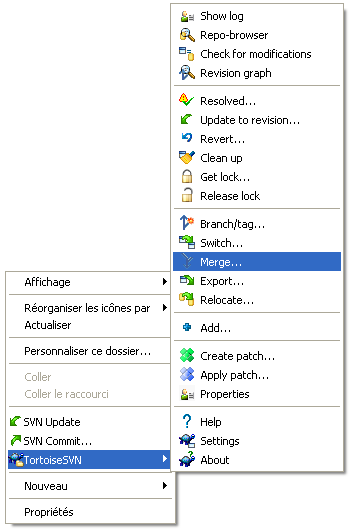 Show log
Repo-browser
Check for modifications
Revision graph
Resolved...
Update to revision...
Revert...
Clean up
Get lock...
Release lock
Branch/tag...
Switch...
Merge...
Export...
Relocate...
Add...
Create patch...
Apply patch...
Properties
Help
Settings
About
Affichage
Réorganiser les icônes par
Actualiser
Personnaliser ce dossier...
Coller
Coller le raccourci
SVN Update
SVN Commit...
TortoiseSVN
Nouveau
Propriétés